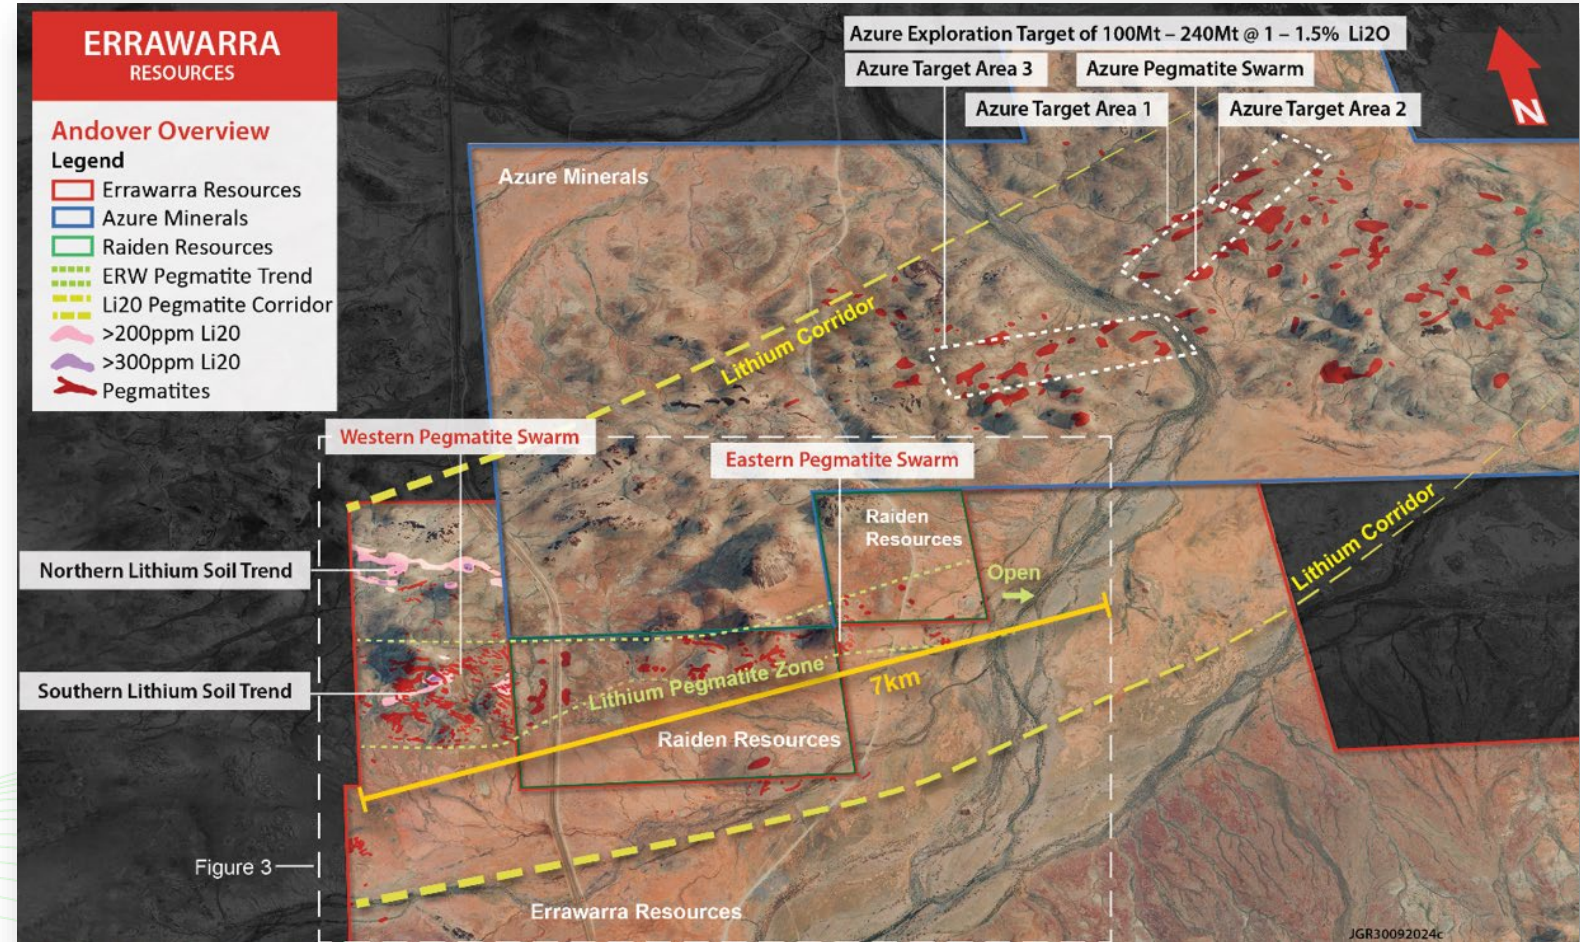 ERRAWARRA
RESOURCES
Andover Overview
Legend
Errawarra Resources
Azure Minerals
Raiden Resources
ERW Pegmatite Trend
Li20 Pegmatite Corridor
>200ppm Li20
>300ppm Li20
Pegmatites
Azure Exploration Target of 100Mt – 240Mt @ 1 – 1.5% Li2O
Azure Target Area 3
Azure Pegmatite Swarm
Azure Target Area 1
Azure Target Area 2
N
Azure Minerals
Lithium Corridor
Western Pegmatite Swarm
Eastern Pegmatite Swarm
Raiden
Resources
Lithium Corridor
Northern Lithium Soil Trend
Open
Southern Lithium Soil Trend
Lithium Pegmatite Zone
7km
Raiden Resources
Figure 3
Errawarra Resources
JGR30092024c